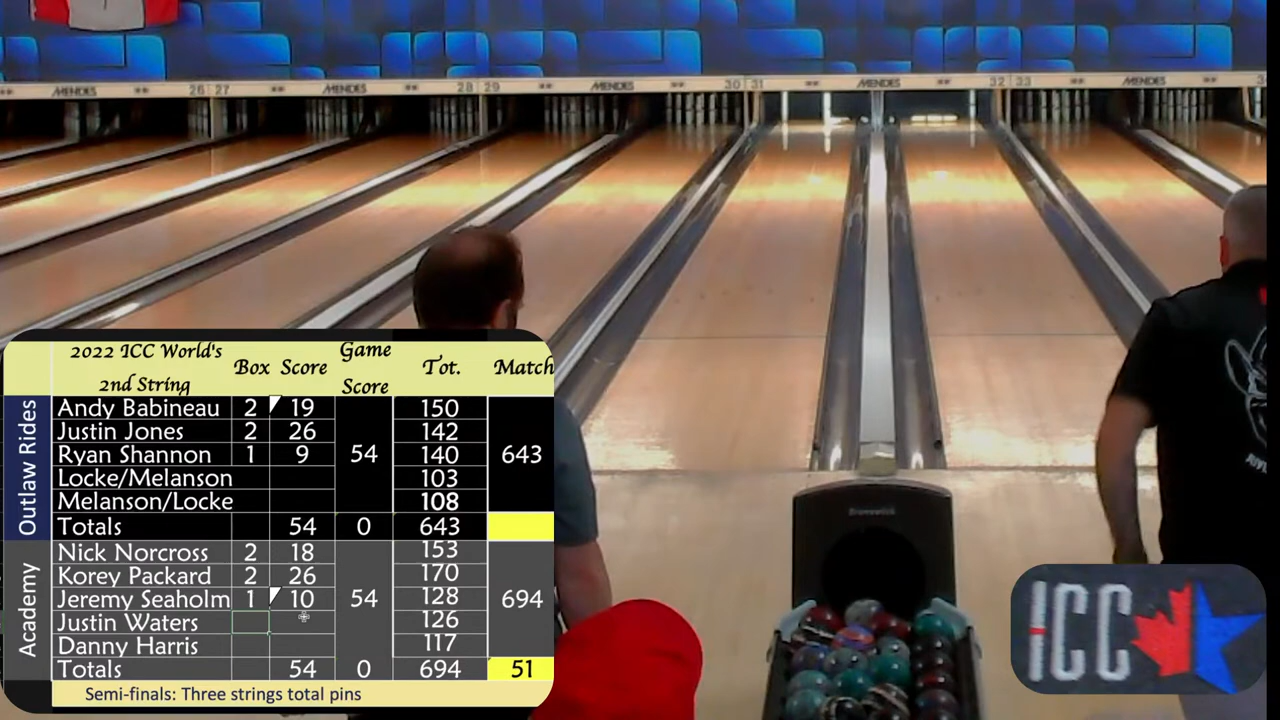 MENDES 26 27 MENDES 28 29 MENDES 30 31 MENDES 32 33 MENDES
2022 ICC World's 2nd String Box Score Game Score Tot. Match
Outlaw Rides
Andy Babineau 2 19 150
Justin Jones 2 26 142
Ryan Shannon 1 9 54 140 643
Locke/Melanson 103
Melanson/Locke 108
Totals 54 0 643
Academy
Nick Norcross 2 18 153
Korey Packard 2 26 170
Jeremy Seaholm 1 10 54 128 694
Justin Waters 126
Danny Harris 117
Totals 54 0 694 51
Semi-finals: Three strings total pins
Brunswick
ICC